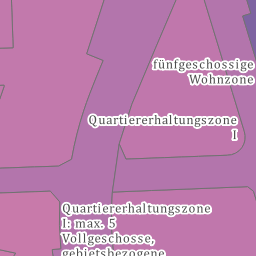 fünfgeschossige
Wohnzone
Quartiererhaltungszone
I
Quartiererhaltungszone
I: max. 5
Vollgeschosse,
gebietsbezogene